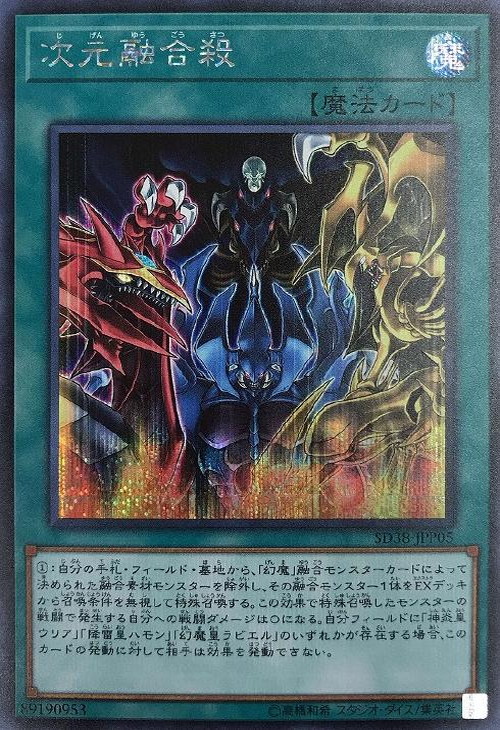 次元融合殺
魔
【魔法カード】
SD38-JPP05
①:自分の手札・フィールド・墓地から、「幻魔」融合モンスターカードによって
決められた融合素材モンスターを除外し、その融合モンスター1体をEXデッキ
から召喚条件を無視して特殊召喚する。この効果で特殊召喚したモンスターの
戦闘で発生する自分への戦闘ダメージは0になる。自分フィールドに「神炎皇
ウリア」「降雷皇ハモン」「幻魔皇ラビエル」のいずれかが存在する場合、この
カードの発動に対して相手は効果を発動できない。
89190953
©高橋和希 スタジオ・ダイス/集英社